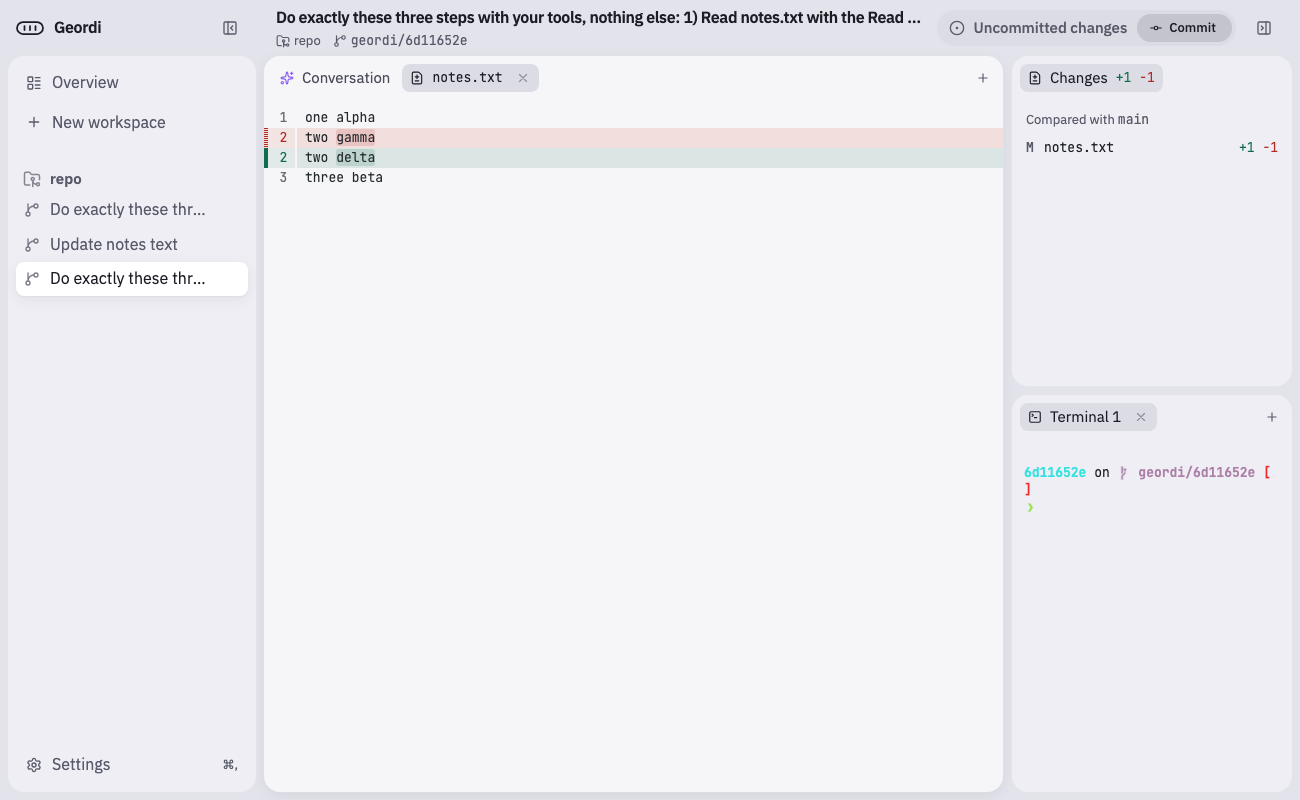 Geordi
Do exactly these three steps with your tools, nothing else: 1) Read notes.txt with the Read ...
repo geordi/6d11652e
Uncommitted changes
Commit
Overview
New workspace
repo
Do exactly these thr...
Update notes text
Do exactly these thr...
Settings ⌘,
Conversation
notes.txt
1 one alpha
2 two gamma
2 two delta
3 three beta
Changes +1 -1
Compared with main
M notes.txt +1 -1
Terminal 1
6d11652e on geordi/6d11652e [
]
❯